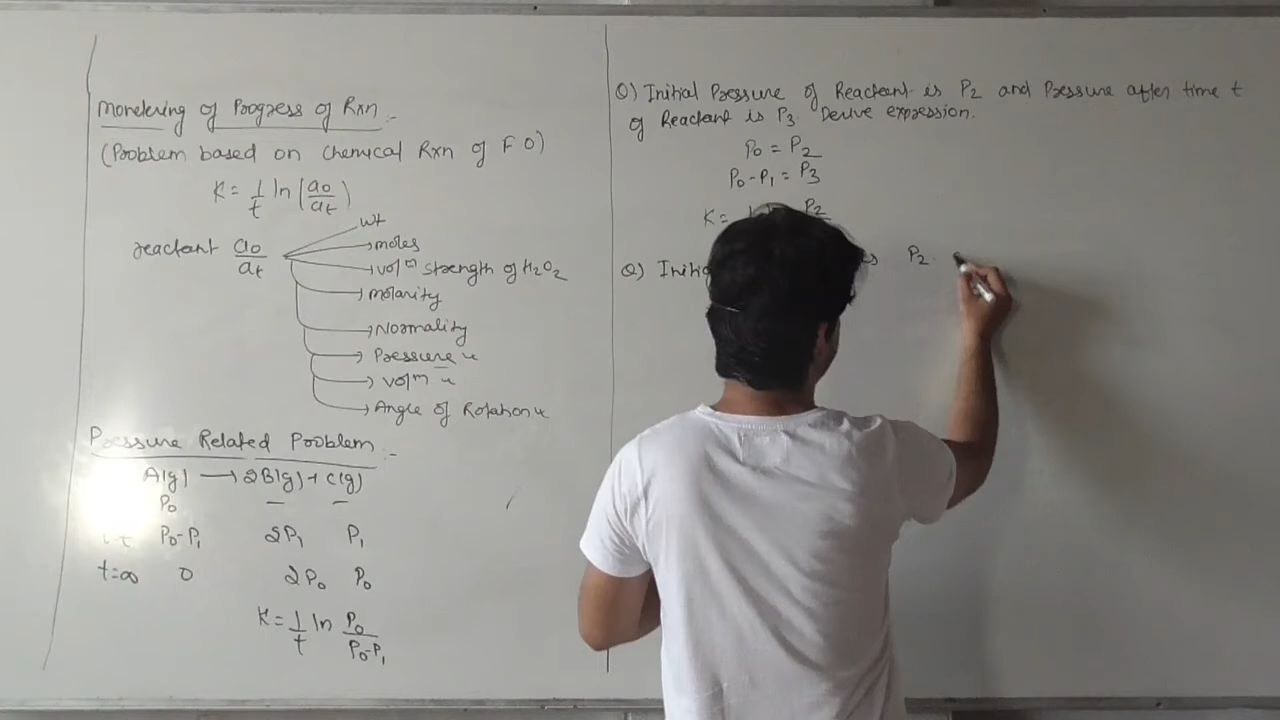 Monetering of Progress of Rxn :-
(Problem based on Chemical Rxn of F O)
K = 1/t ln (a0/at)
reactant a0/at
wt
moles
vol^m strength of H2O2
molarity
Normality
Pressure
vol^m
Angle of Rotation
Pressure Related Problem :-
A(g) → 2B(g) + C(g)
P0 — —
P0-P1 2P1 P1
t=∞ 0 2P0 P0
K = 1/t ln P0/P0-P1
Q) Initial Pressure of Reactant is P2 and Pressure after time t
of Reactant is P3. Derive expression.
P0 = P2
P0-P1 = P3
K = P2
Q) P2